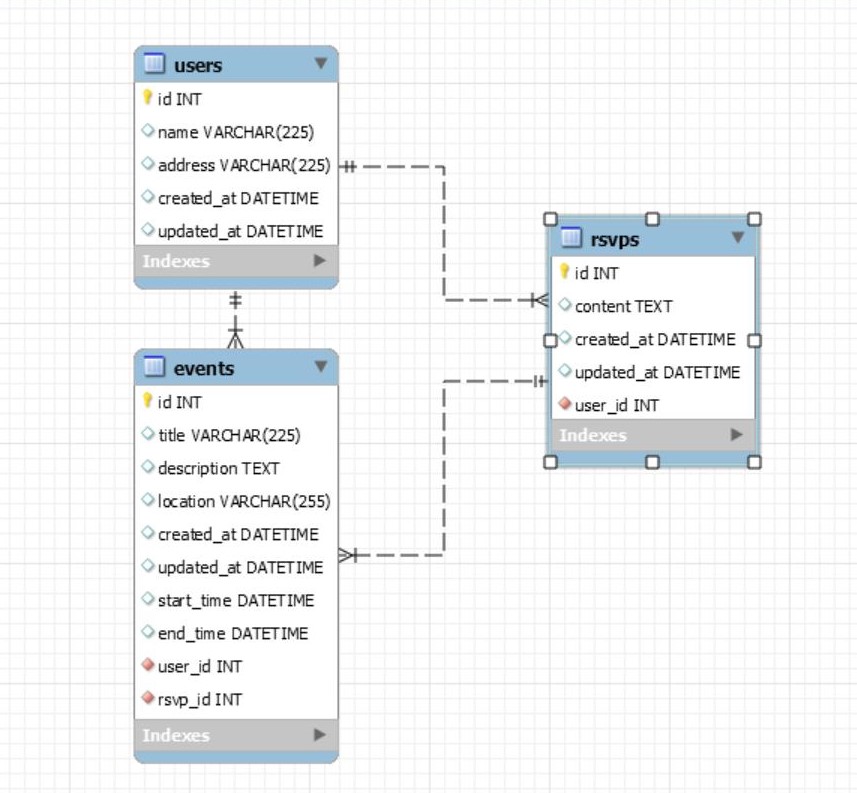 users
id INT
name VARCHAR(225)
address VARCHAR(225)
created_at DATETIME
updated_at DATETIME
Indexes
events
id INT
title VARCHAR(225)
description TEXT
location VARCHAR(255)
created_at DATETIME
updated_at DATETIME
start_time DATETIME
end_time DATETIME
user_id INT
rsvp_id INT
Indexes
rsvps
id INT
content TEXT
created_at DATETIME
updated_at DATETIME
user_id INT
Indexes